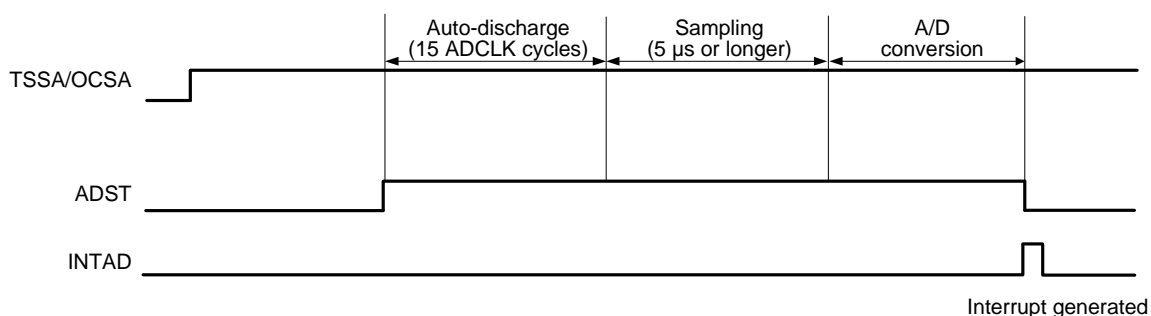 Auto-discharge
(15 ADCLK cycles)
Sampling
(5 µs or longer)
A/D
conversion
TSSA/OCSA
ADST
INTAD
Interrupt generated